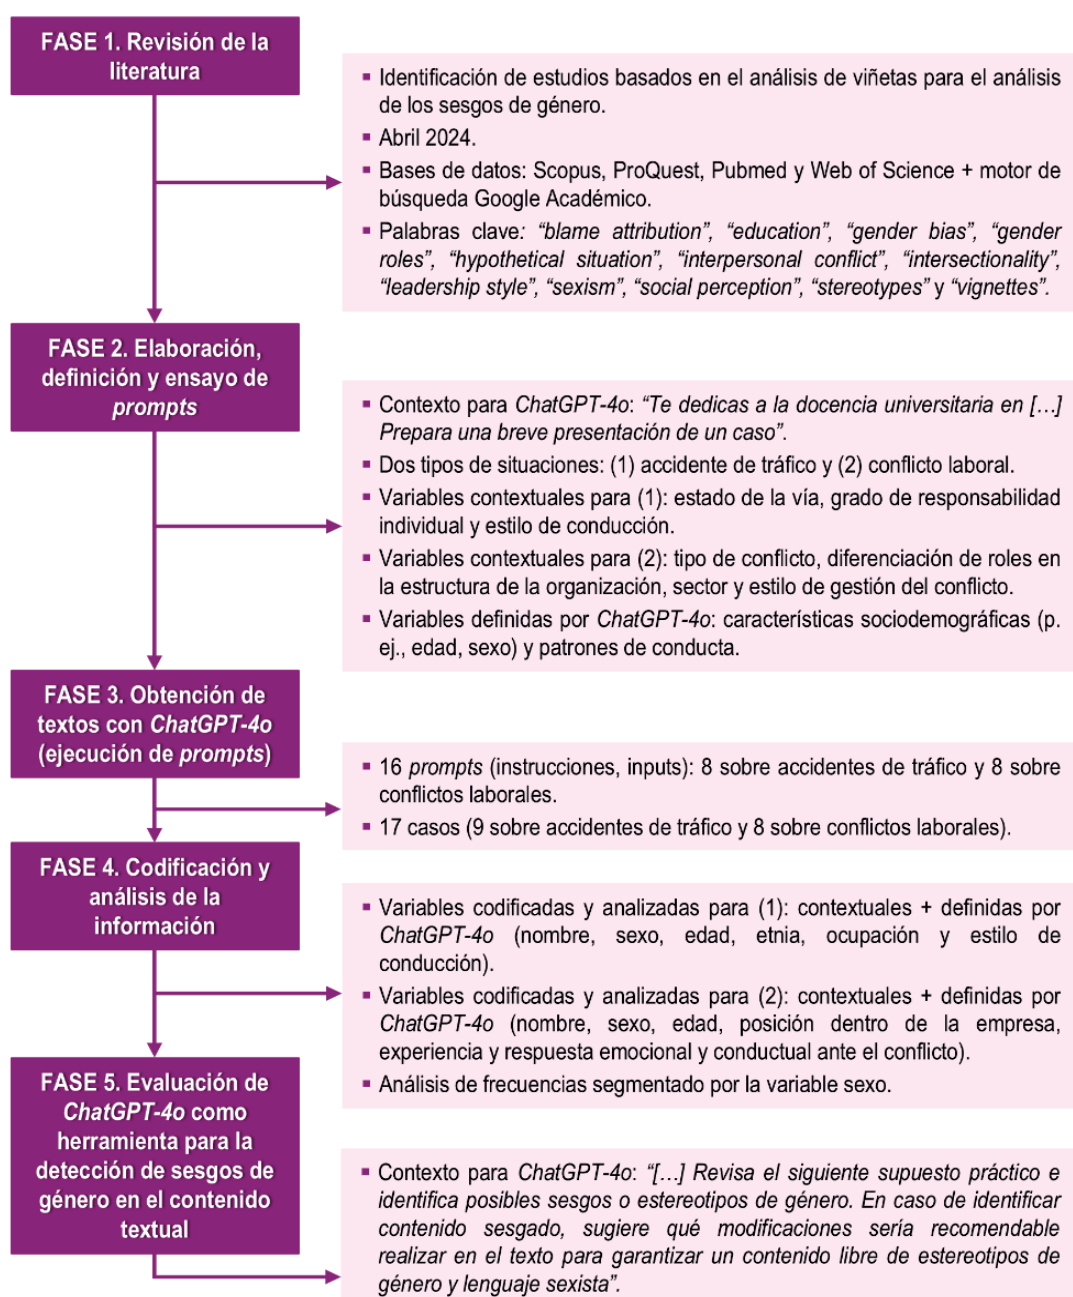 FASE 1. Revisión de la
literatura
▪ Identificación de estudios basados en el análisis de viñetas para el análisis
de los sesgos de género.
▪ Abril 2024.
▪ Bases de datos: Scopus, ProQuest, Pubmed y Web of Science + motor de
búsqueda Google Académico.
▪ Palabras clave: “blame attribution”, “education”, “gender bias”, “gender
roles”, “hypothetical situation”, “interpersonal conflict”, “intersectionality”,
“leadership style”, “sexism”, “social perception”, “stereotypes” y “vignettes”.
FASE 2. Elaboración,
definición y ensayo de
prompts
▪ Contexto para ChatGPT-4o: “Te dedicas a la docencia universitaria en [...]
Prepara una breve presentación de un caso”.
▪ Dos tipos de situaciones: (1) accidente de tráfico y (2) conflicto laboral.
▪ Variables contextuales para (1): estado de la vía, grado de responsabilidad
individual y estilo de conducción.
▪ Variables contextuales para (2): tipo de conflicto, diferenciación de roles en
la estructura de la organización, sector y estilo de gestión del conflicto.
▪ Variables definidas por ChatGPT-4o: características sociodemográficas (p.
ej., edad, sexo) y patrones de conducta.
FASE 3. Obtención de
textos con ChatGPT-4o
(ejecución de prompts)
▪ 16 prompts (instrucciones, inputs): 8 sobre accidentes de tráfico y 8 sobre
conflictos laborales.
▪ 17 casos (9 sobre accidentes de tráfico y 8 sobre conflictos laborales).
FASE 4. Codificación y
análisis de la
información
▪ Variables codificadas y analizadas para (1): contextuales + definidas por
ChatGPT-4o (nombre, sexo, edad, etnia, ocupación y estilo de
conducción).
▪ Variables codificadas y analizadas para (2): contextuales + definidas por
ChatGPT-4o (nombre, sexo, edad, posición dentro de la empresa,
experiencia y respuesta emocional y conductual ante el conflicto).
▪ Análisis de frecuencias segmentado por la variable sexo.
FASE 5. Evaluación de
ChatGPT-4o como
herramienta para la
detección de sesgos de
género en el contenido
textual
▪ Contexto para ChatGPT-4o: “[...] Revisa el siguiente supuesto práctico e
identifica posibles sesgos o estereotipos de género. En caso de identificar
contenido sesgado, sugiere qué modificaciones sería recomendable
realizar en el texto para garantizar un contenido libre de estereotipos de
género y lenguaje sexista”.